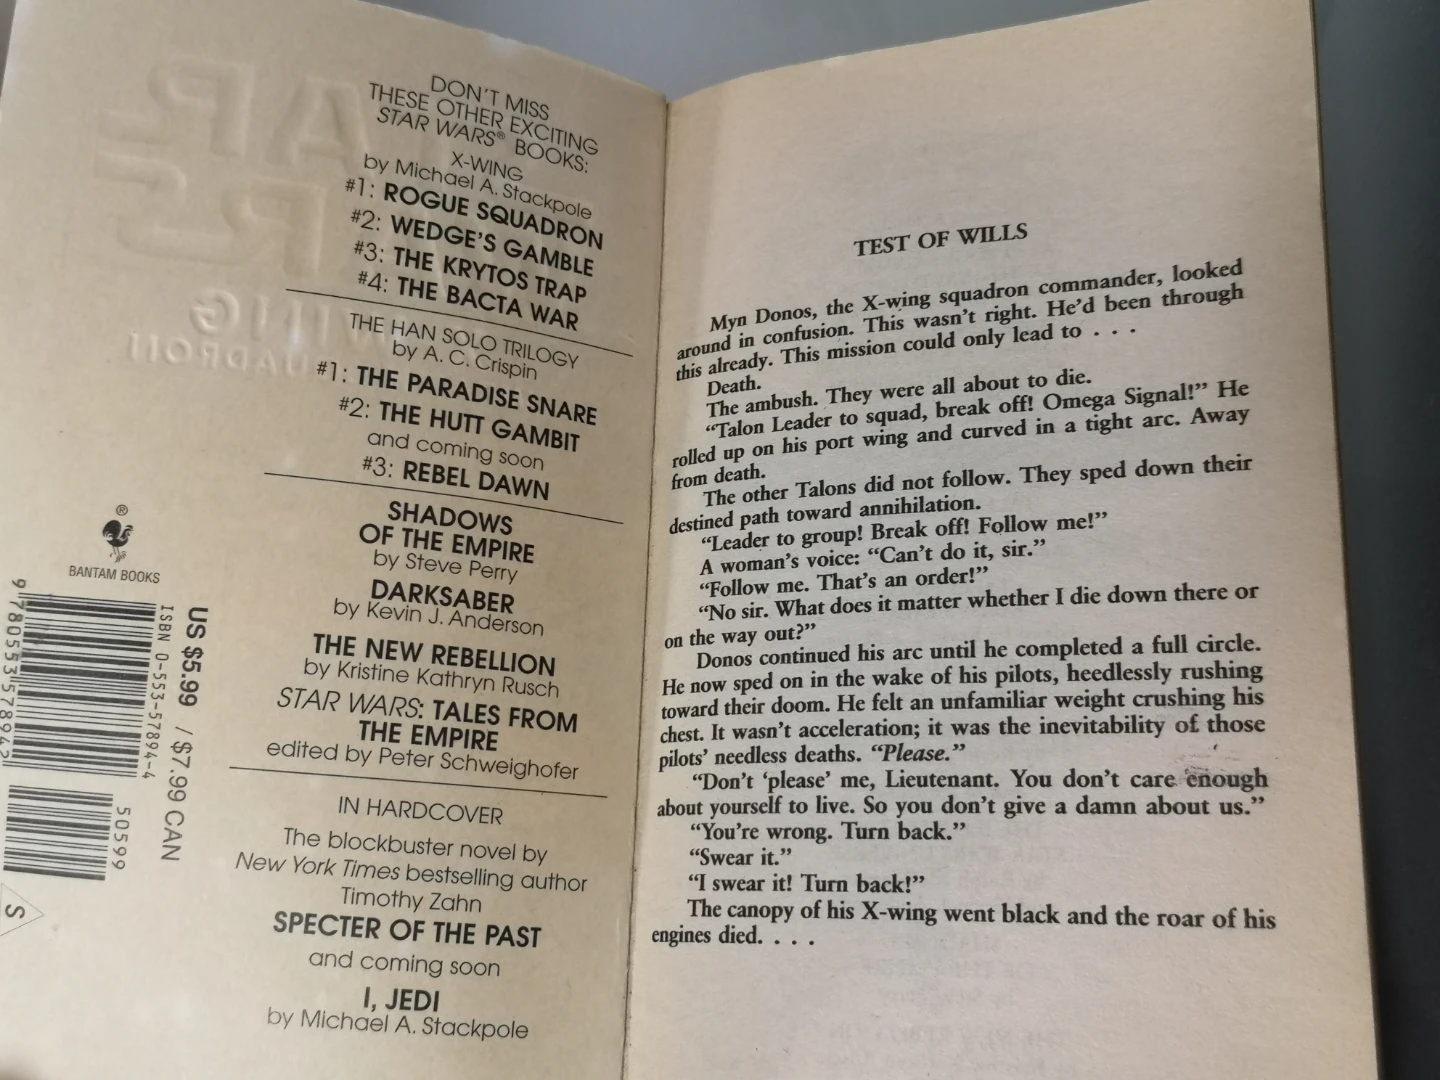 DON'T MISS
THESE OTHER EXCITING
STAR WARS® BOOKS:
X-WING
by Michael A. Stackpole
#1: ROGUE SQUADRON
#2: WEDGE'S GAMBLE
#3: THE KRYTOS TRAP
#4: THE BACTA WAR
THE HAN SOLO TRILOGY
by A. C. Crispin
#1: THE PARADISE SNARE
#2: THE HUTT GAMBIT
and coming soon
#3: REBEL DAWN
SHADOWS
OF THE EMPIRE
by Steve Perry
DARKSABER
by Kevin J. Anderson
THE NEW REBELLION
by Kristine Kathryn Rusch
STAR WARS: TALES FROM
THE EMPIRE
edited by Peter Schweighofer
IN HARDCOVER
The blockbuster novel by
New York Times bestselling author
Timothy Zahn
SPECTER OF THE PAST
and coming soon
I, JEDI
by Michael A. Stackpole
®
BANTAM BOOKS
US $5.99 / $7.99 CAN
ISBN 0-553-57894-4
9 780553 578942
50599
S
TEST OF WILLS
Myn Donos, the X-wing squadron commander, looked
around in confusion. This wasn't right. He'd been through
this already. This mission could only lead to . . .
Death.
The ambush. They were all about to die.
“Talon Leader to squad, break off! Omega Signal!” He
rolled up on his port wing and curved in a tight arc. Away
from death.
The other Talons did not follow. They sped down their
destined path toward annihilation.
“Leader to group! Break off! Follow me!”
A woman's voice: “Can't do it, sir.”
“Follow me. That's an order!”
“No sir. What does it matter whether I die down there or
on the way out?”
Donos continued his arc until he completed a full circle.
He now sped on in the wake of his pilots, heedlessly rushing
toward their doom. He felt an unfamiliar weight crushing his
chest. It wasn't acceleration; it was the inevitability of those
pilots' needless deaths. “Please.”
“Don't ‘please’ me, Lieutenant. You don't care enough
about yourself to live. So you don't give a damn about us.”
“You're wrong. Turn back.”
“Swear it.”
“I swear it! Turn back!”
The canopy of his X-wing went black and the roar of his
engines died. . . .